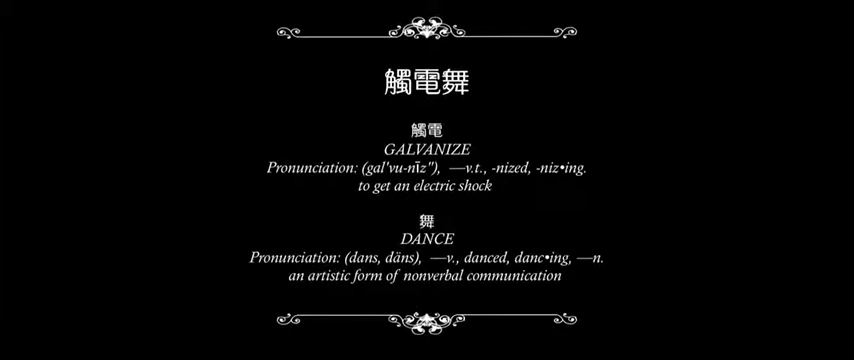 觸電舞
觸電
GALVANIZE
Pronunciation: (gal'vu-nīz"), —v.t., -nized, -niz•ing.
to get an electric shock
舞
DANCE
Pronunciation: (dans, däns), —v., danced, danc•ing, —n.
an artistic form of nonverbal communication